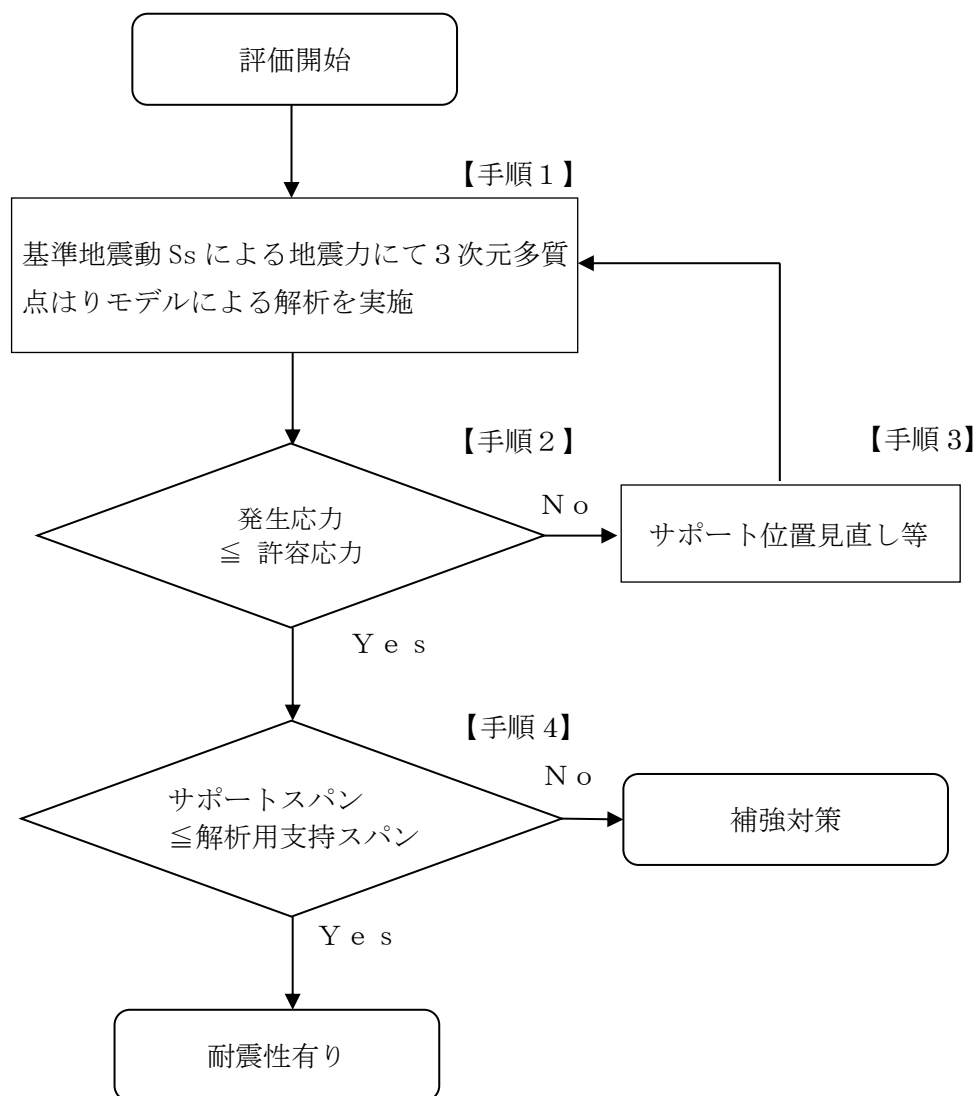 評価開始
【手順１】
基準地震動 Ss による地震力にて３次元多質
点はりモデルによる解析を実施
【手順２】
【手順 3】
発生応力
≦ 許容応力
Ｎｏ
サポート位置見直し等
Ｙｅｓ
【手順 4】
サポートスパン
≦解析用支持スパン
Ｎｏ
補強対策
Ｙｅｓ
耐震性有り